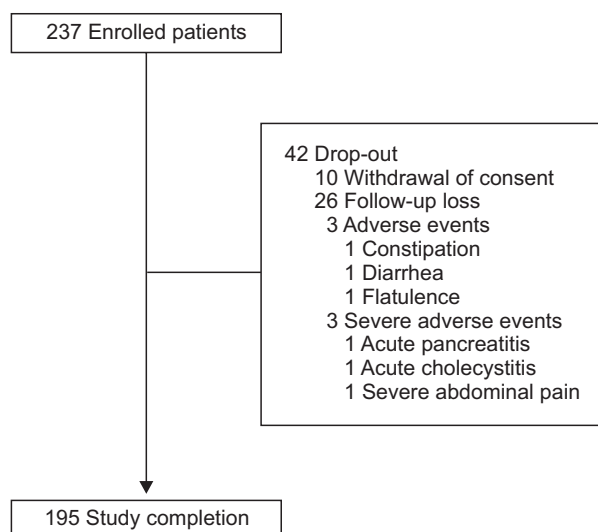 237 Enrolled patients
42 Drop-out
10 Withdrawal of consent
26 Follow-up loss
3 Adverse events
1 Constipation
1 Diarrhea
1 Flatulence
3 Severe adverse events
1 Acute pancreatitis
1 Acute cholecystitis
1 Severe abdominal pain
195 Study completion